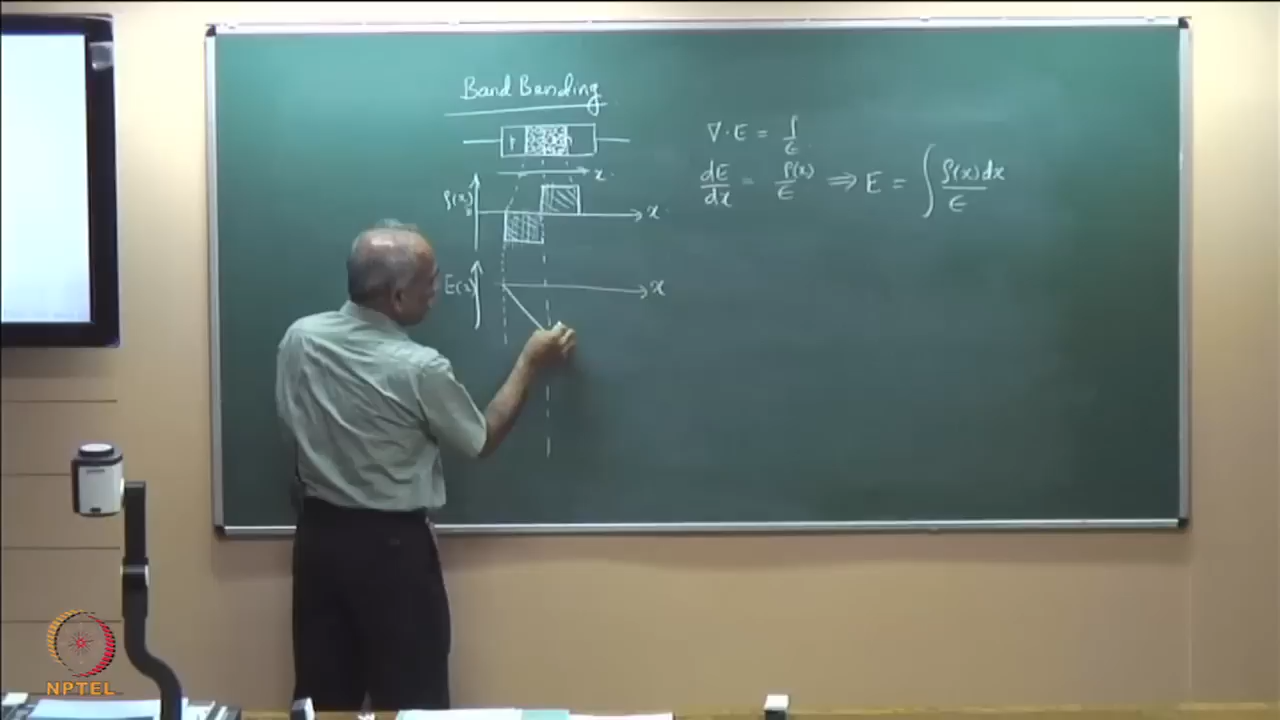 Band Bending
p
x
ρ(x)
x
E(x)
x
∇·E = ρ/ϵ
dE/dx = ρ(x)/ϵ ⇒ E = ∫ ρ(x)dx/ϵ
NPTEL